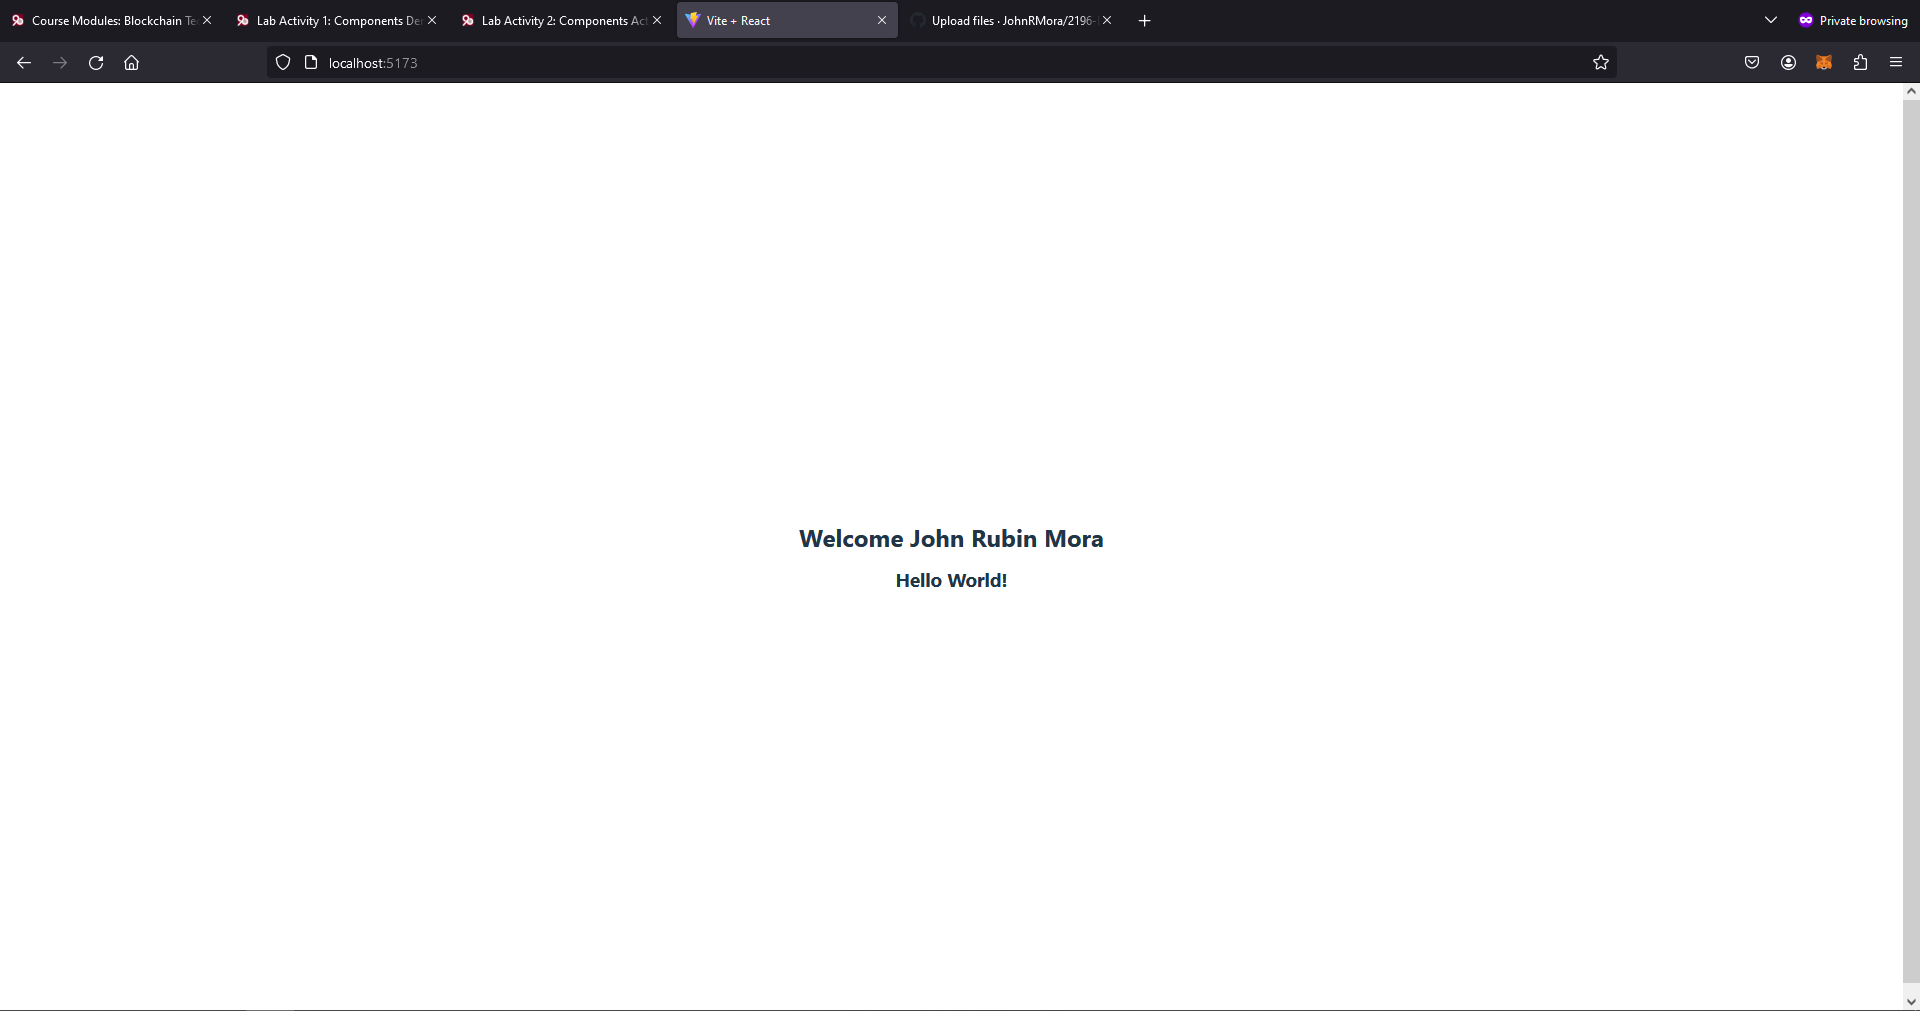 Course Modules: Blockchain Te
Lab Activity 1: Components De
Lab Activity 2: Components Act
Vite + React
Upload files · JohnRMora/2196-
Private browsing
localhost:5173
Welcome John Rubin Mora
Hello World!